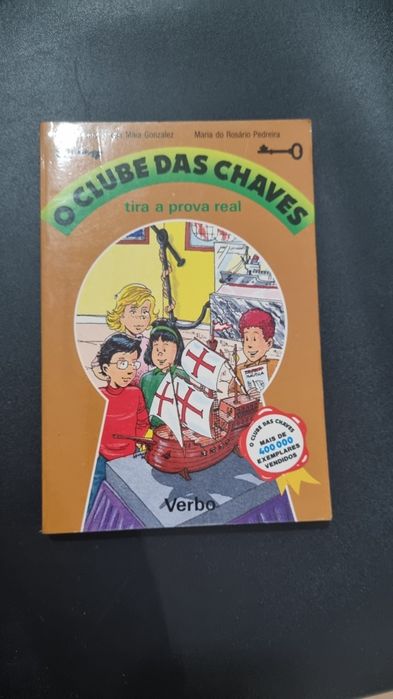 Maia Gonzalez
Maria do Rosário Pedreira
O CLUBE DAS CHAVES
tira a prova real
O CLUBE DAS CHAVES
MAIS DE
400 000
EXEMPLARES
VENDIDOS
Verbo